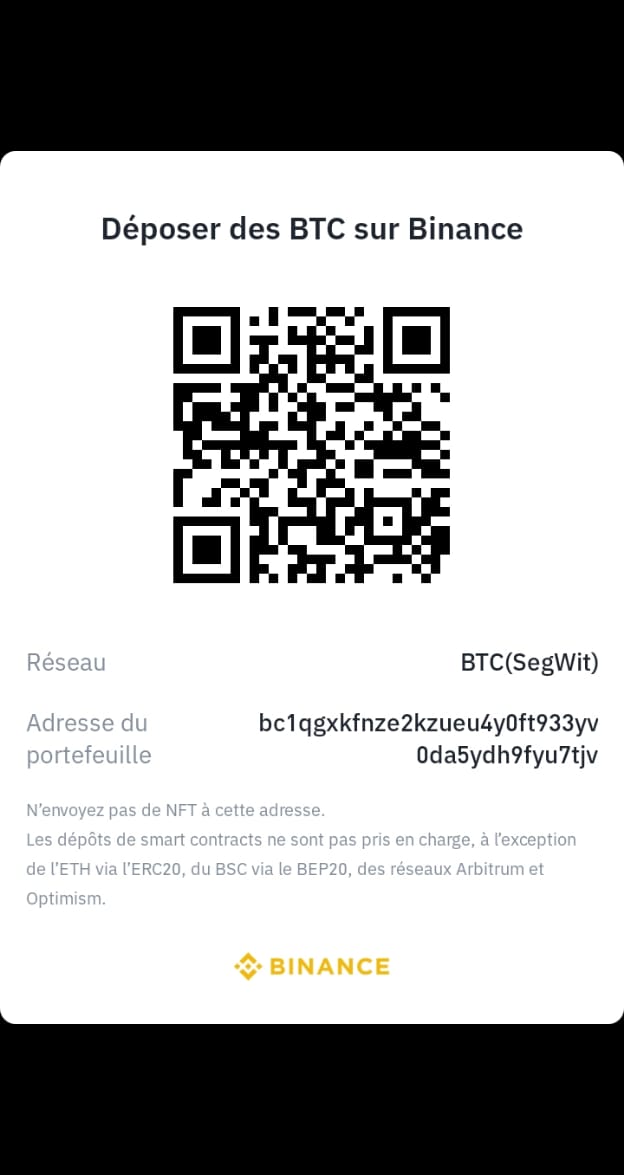 Déposer des BTC sur Binance
Réseau
BTC(SegWit)
Adresse du
portefeuille
bc1qgxkfnze2kzueu4y0ft933yv
0da5ydh9fyu7tjv
N’envoyez pas de NFT à cette adresse.
Les dépôts de smart contracts ne sont pas pris en charge, à l’exception
de l’ETH via l’ERC20, du BSC via le BEP20, des réseaux Arbitrum et
Optimism.
BINANCE